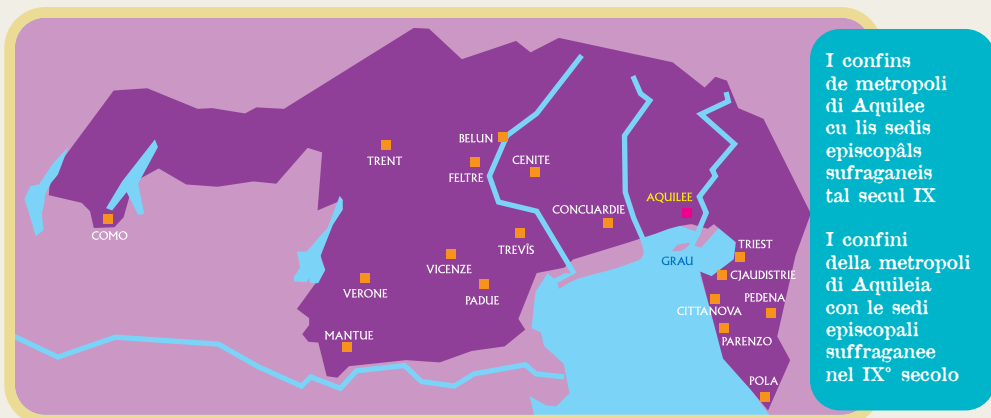 BELUN
TRENT
FELTRE
CENITE
AQUILEE
CONCUARDIE
COMO
TREVÎS
TRIEST
GRAU
VICENZE
CJAUDISTRIE
VERONE
PADUE
PEDENA
CITTANOVA
MANTUE
PARENZO
POLA
I confins
de metropoli
di Aquilee
cu lis sedis
episcopâls
sufraganeis
tal secul IX
I confini
della metropoli
di Aquileia
con le sedi
episcopali
suffraganee
nel IX° secolo